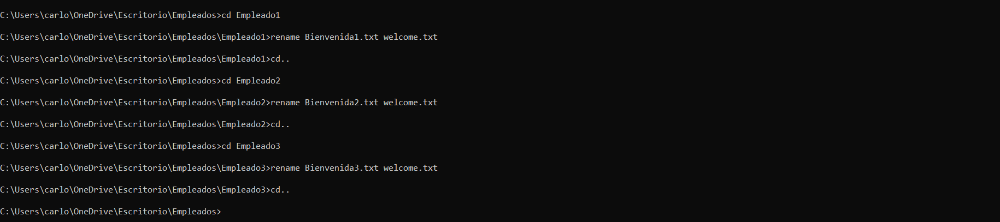 C:\Users\carlo\OneDrive\Escritorio\Empleados>cd Empleado1
C:\Users\carlo\OneDrive\Escritorio\Empleados\Empleado1>rename Bienvenida1.txt welcome.txt
C:\Users\carlo\OneDrive\Escritorio\Empleados\Empleado1>cd..
C:\Users\carlo\OneDrive\Escritorio\Empleados>cd Empleado2
C:\Users\carlo\OneDrive\Escritorio\Empleados\Empleado2>rename Bienvenida2.txt welcome.txt
C:\Users\carlo\OneDrive\Escritorio\Empleados\Empleado2>cd..
C:\Users\carlo\OneDrive\Escritorio\Empleados>cd Empleado3
C:\Users\carlo\OneDrive\Escritorio\Empleados\Empleado3>rename Bienvenida3.txt welcome.txt
C:\Users\carlo\OneDrive\Escritorio\Empleados\Empleado3>cd..
C:\Users\carlo\OneDrive\Escritorio\Empleados>